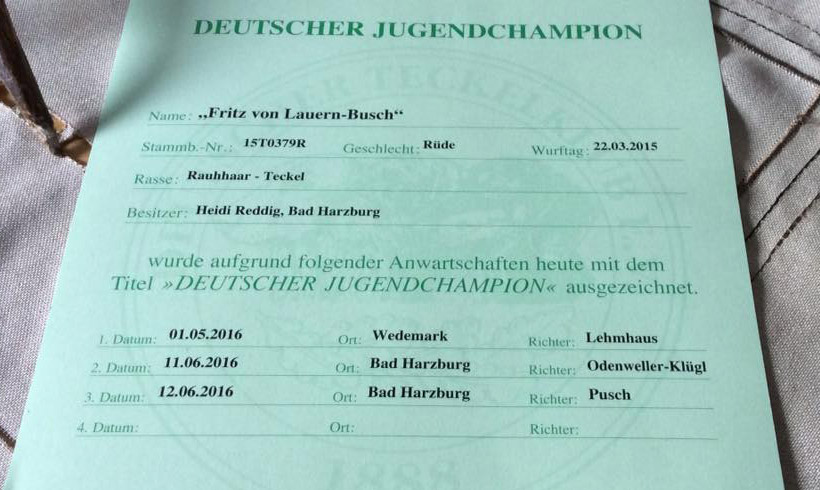 DEUTSCHER JUGENDCHAMPION
Name: „Fritz von Lauern-Busch“
Stammb.-Nr.: 15T0379R Geschlecht: Rüde Wurftag: 22.03.2015
Rasse: Rauhhaar - Teckel
Besitzer: Heidi Reddig, Bad Harzburg
wurde aufgrund folgender Anwartschaften heute mit dem
Titel »DEUTSCHER JUGENDCHAMPION« ausgezeichnet.
1. Datum: 01.05.2016 Ort: Wedemark Richter: Lehmhaus
2. Datum: 11.06.2016 Ort: Bad Harzburg Richter: Odenweller-Klügl
3. Datum: 12.06.2016 Ort: Bad Harzburg Richter: Pusch
4. Datum: Ort: Richter:
1888